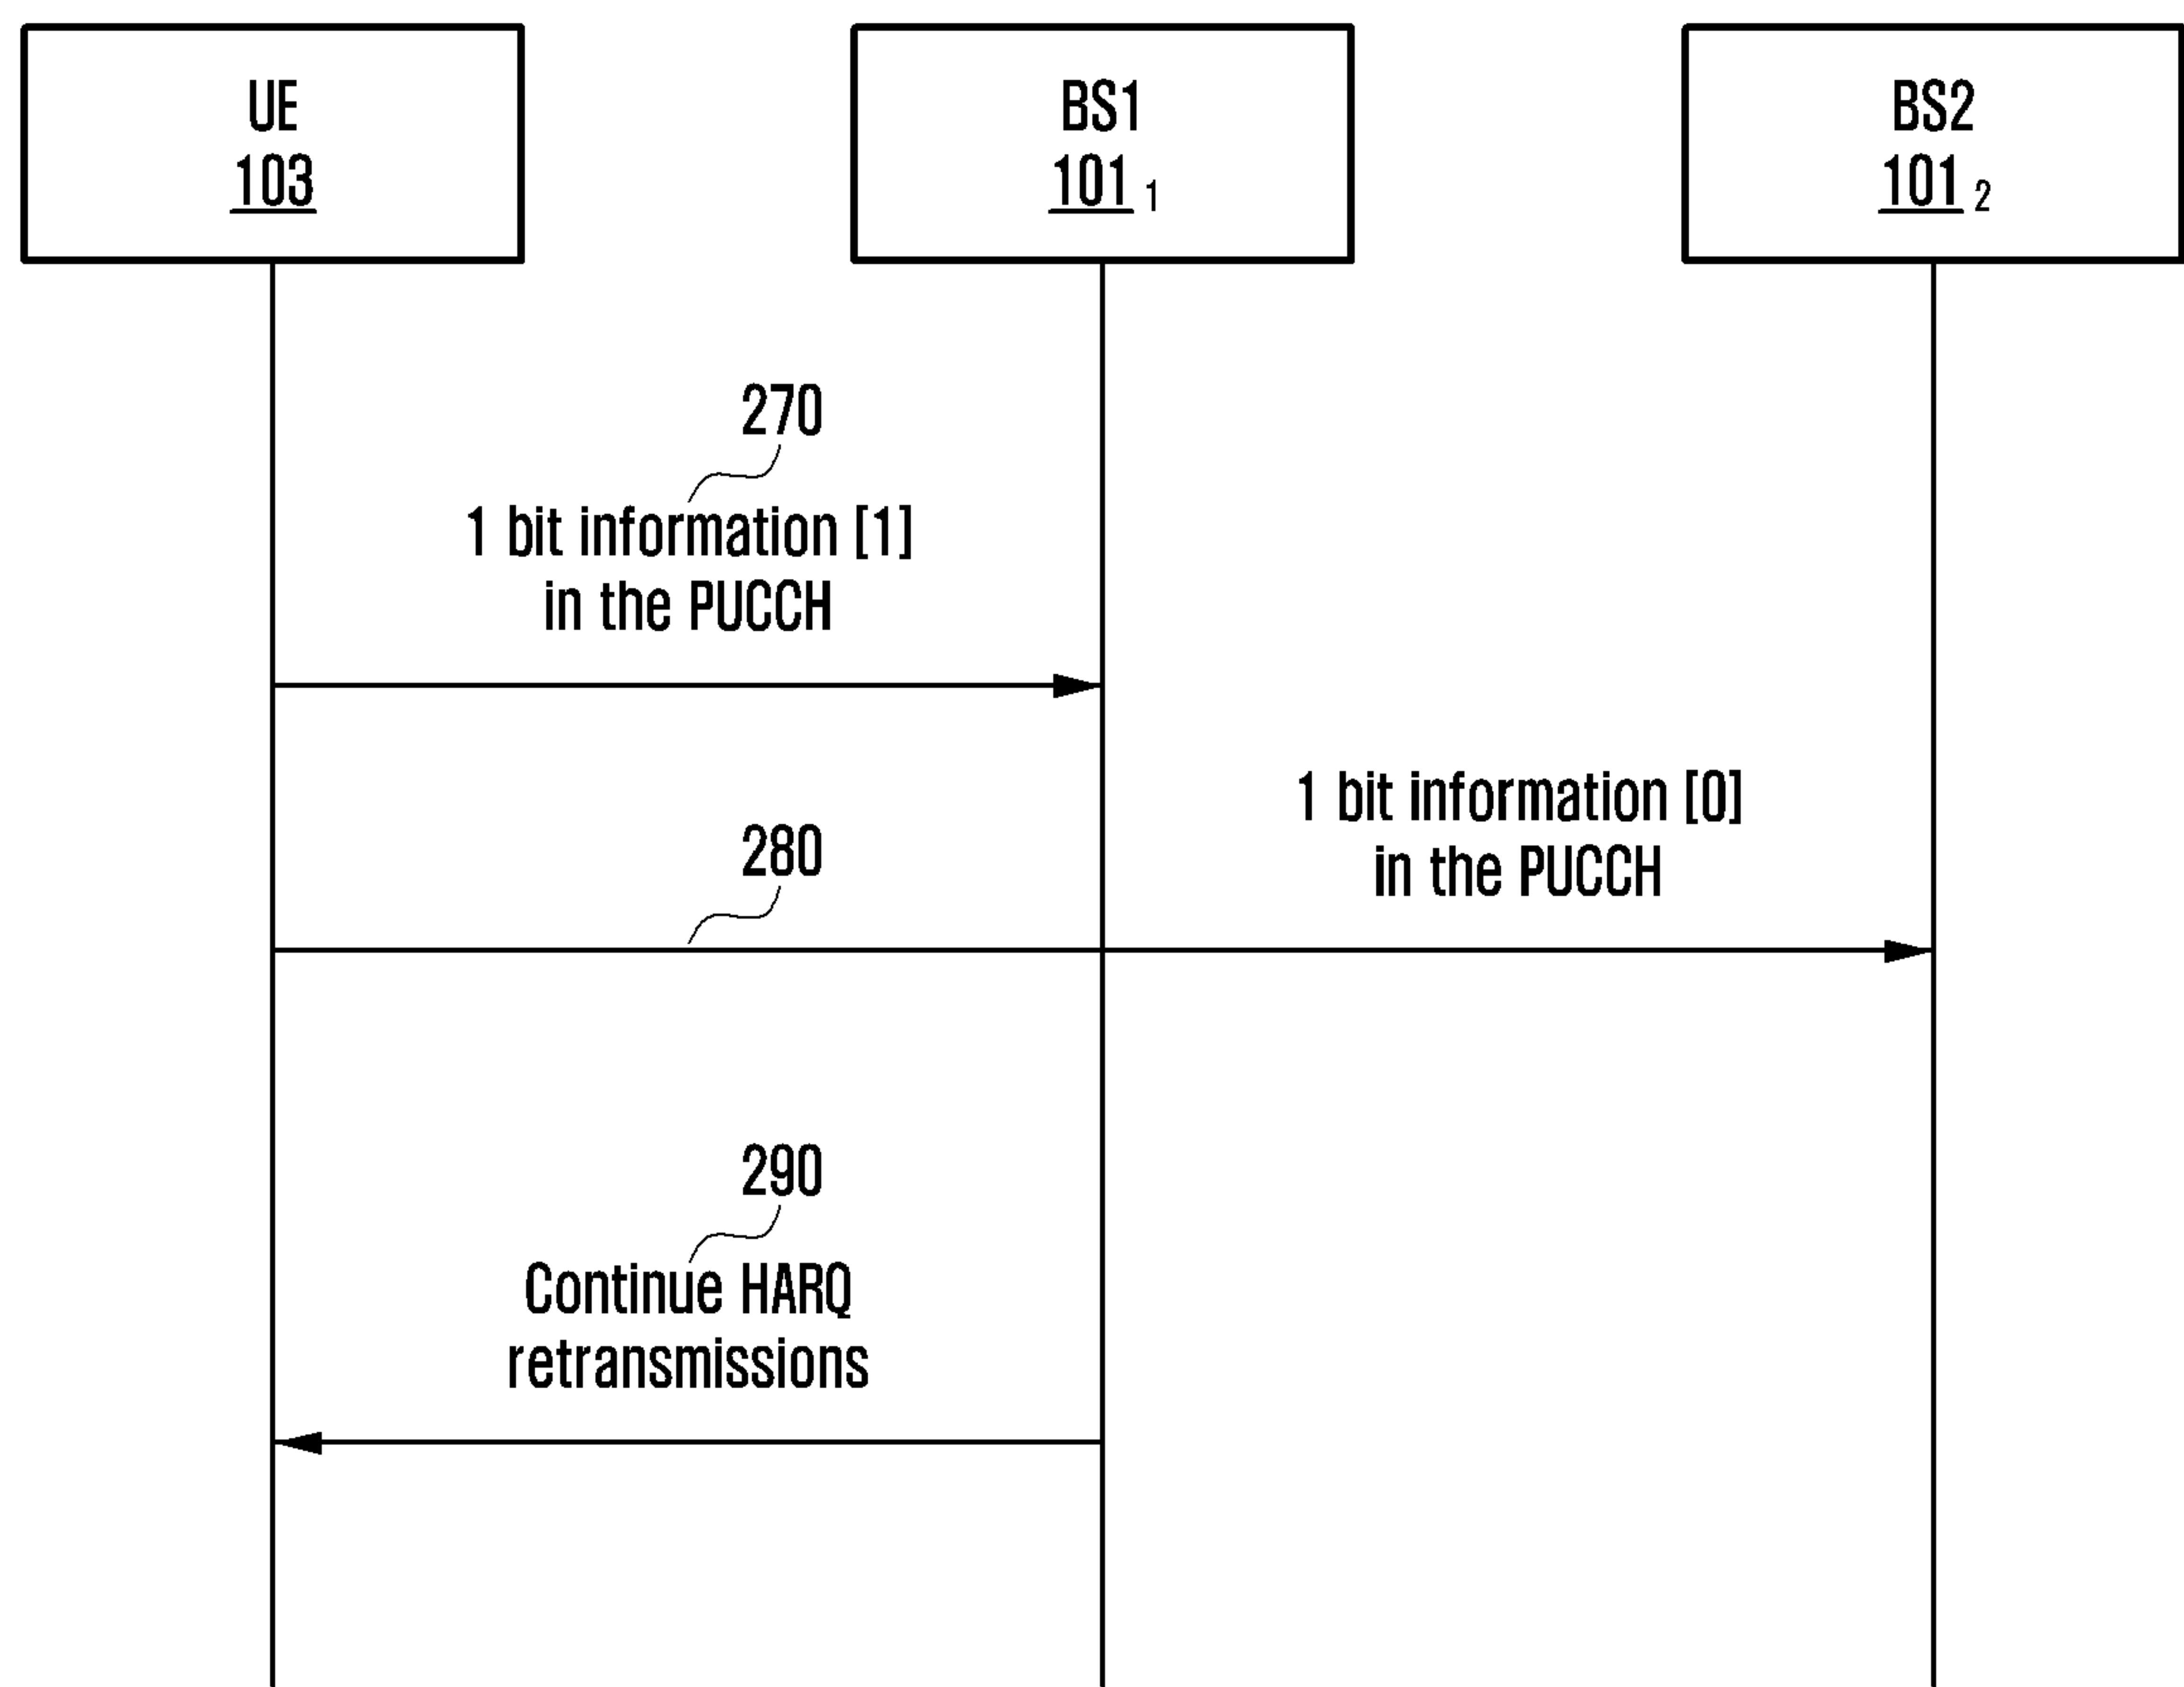 UE
103
BS1
101 1
BS2
101 2
270
1 bit information [1]
in the PUCCH
1 bit information [0]
in the PUCCH
280
290
Continue HARQ
retransmissions